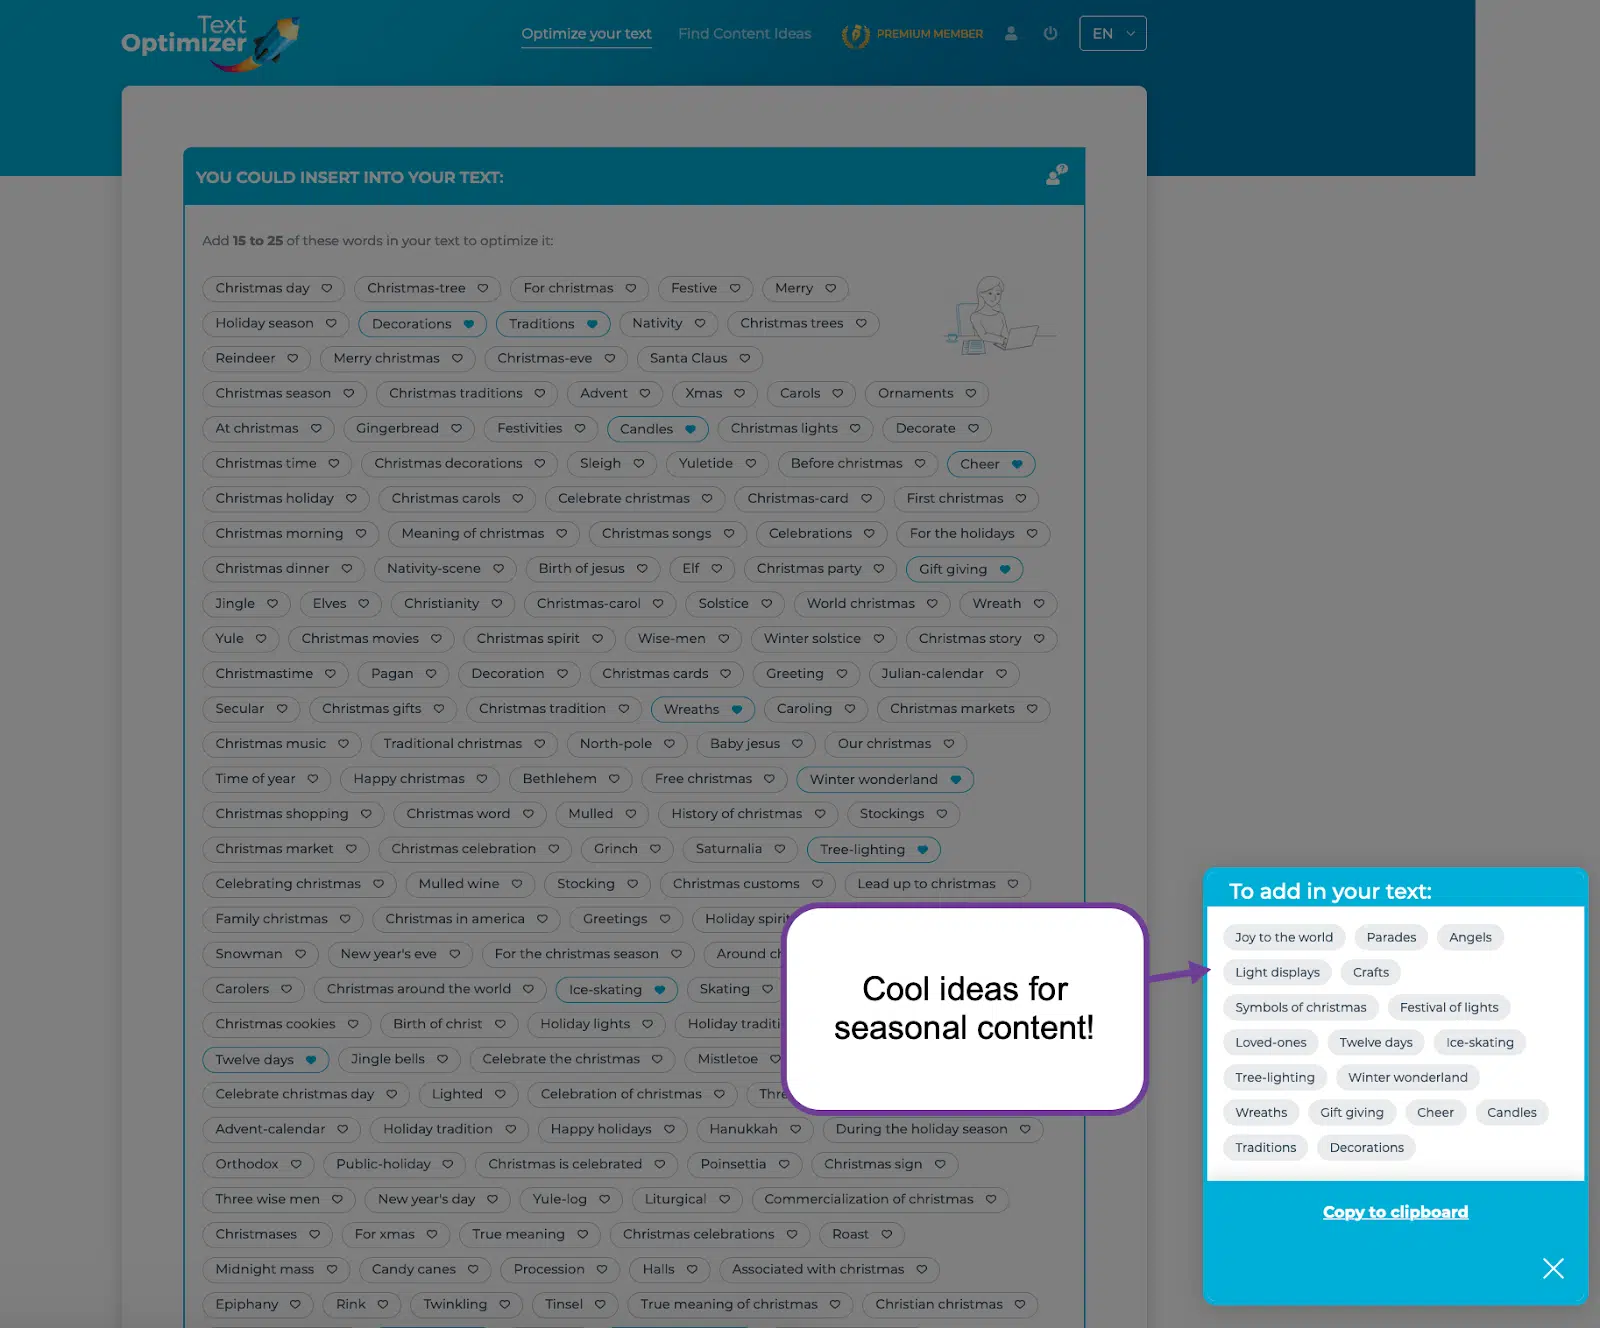 Text
Optimizer
Optimize your text Find Content Ideas PREMIUM MEMBER EN
YOU COULD INSERT INTO YOUR TEXT:
Add 15 to 25 of these words in your text to optimize it:
Christmas day Christmas-tree For christmas Festive Merry
Holiday season Decorations Traditions Nativity Christmas trees
Reindeer Merry christmas Christmas-eve Santa Claus
Christmas season Christmas traditions Advent Xmas Carols Ornaments
At christmas Gingerbread Festivities Candles Christmas lights Decorate
Christmas time Christmas decorations Sleigh Yuletide Before christmas Cheer
Christmas holiday Christmas carols Celebrate christmas Christmas-card First christmas
Christmas morning Meaning of christmas Christmas songs Celebrations For the holidays
Christmas dinner Nativity-scene Birth of jesus Elf Christmas party Gift giving
Jingle Elves Christianity Christmas-carol Solstice World christmas Wreath
Yule Christmas movies Christmas spirit Wise-men Winter solstice Christmas story
Christmastime Pagan Decoration Christmas cards Greeting Julian-calendar
Secular Christmas gifts Christmas tradition Wreaths Caroling Christmas markets
Christmas music Traditional christmas North-pole Baby jesus Our christmas
Time of year Happy christmas Bethlehem Free christmas Winter wonderland
Christmas shopping Christmas word Mulled History of christmas Stockings
Christmas market Christmas celebration Grinch Saturnalia Tree-lighting
Celebrating christmas Mulled wine Stocking Christmas customs Lead up to christmas
Family christmas Christmas in america Greetings Holiday spirit
Snowman New year's eve For the christmas season Around
Carolers Christmas around the world Ice-skating Skating
Christmas cookies Birth of christ Holiday lights Holiday
Twelve days Jingle bells Celebrate the christmas Mistletoe
Celebrate christmas day Lighted Celebration of christmas
Advent-calendar Holiday tradition Happy holidays Hanukkah During the holiday season
Orthodox Public-holiday Christmas is celebrated Poinsettia Christmas sign
Three wise men New year's day Yule-log Liturgical Commercialization of christmas
Christmases For xmas True meaning Christmas celebrations Roast
Midnight mass Candy canes Procession Halls Associated with christmas
Epiphany Rink Twinkling Tinsel True meaning of christmas Christian christmas
Cool ideas for
seasonal content!
To add in your text:
Joy to the world Parades Angels
Light displays Crafts
Symbols of christmas Festival of lights
Loved-ones Twelve days Ice-skating
Tree-lighting Winter wonderland
Wreaths Gift giving Cheer Candles
Traditions Decorations
Copy to clipboard